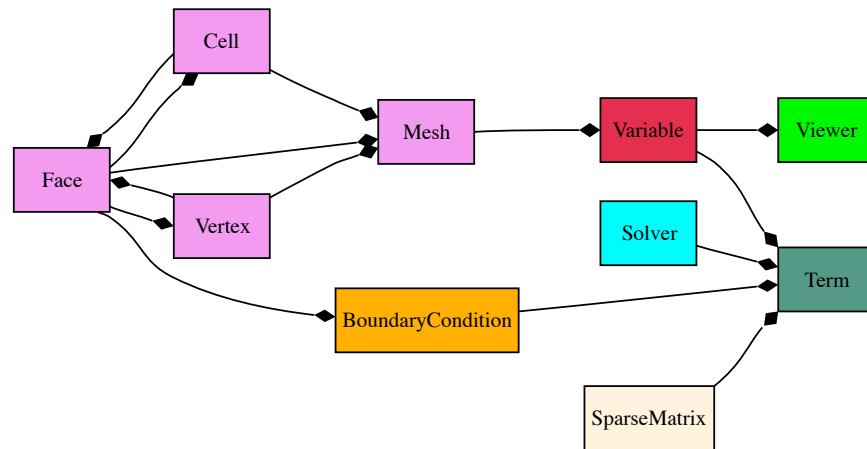 Cell
Mesh
Variable
Viewer
Face
Vertex
Solver
Term
BoundaryCondition
SparseMatrix